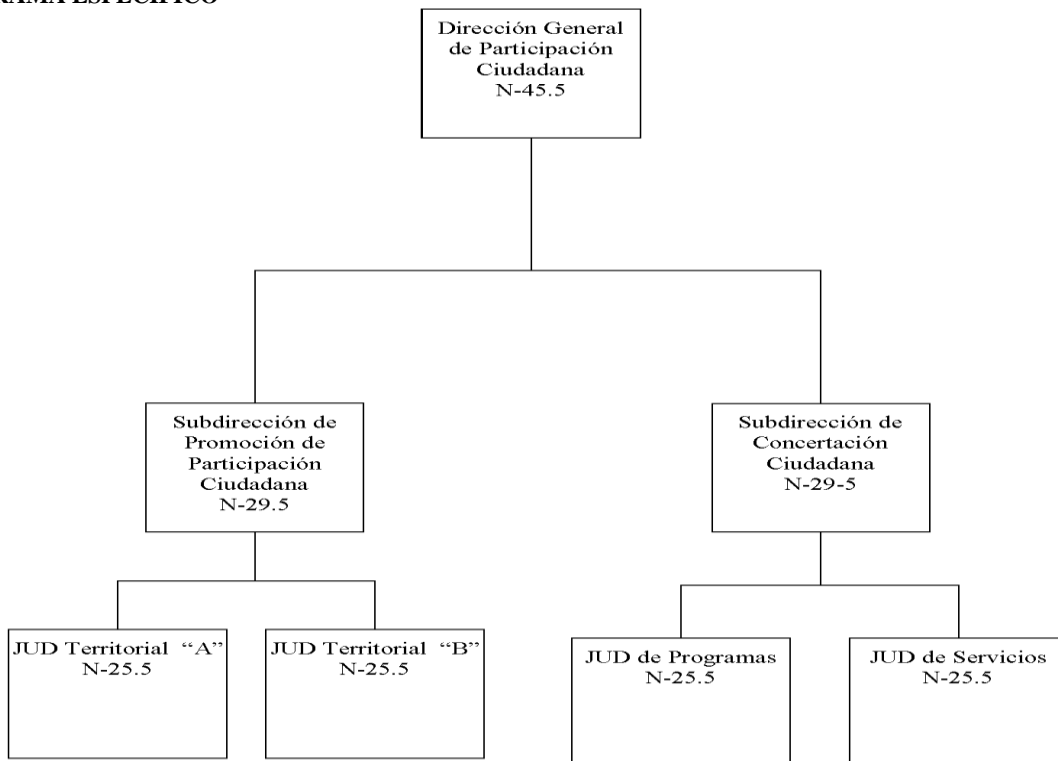 Dirección General
de Participación
Ciudadana
N-45.5
Subdirección de
Promoción de
Participación
Ciudadana
N-29.5
Subdirección de
Concertación
Ciudadana
N-29-5
JUD Territorial “A”
N-25.5
JUD Territorial “B”
N-25.5
JUD de Programas
N-25.5
JUD de Servicios
N-25.5